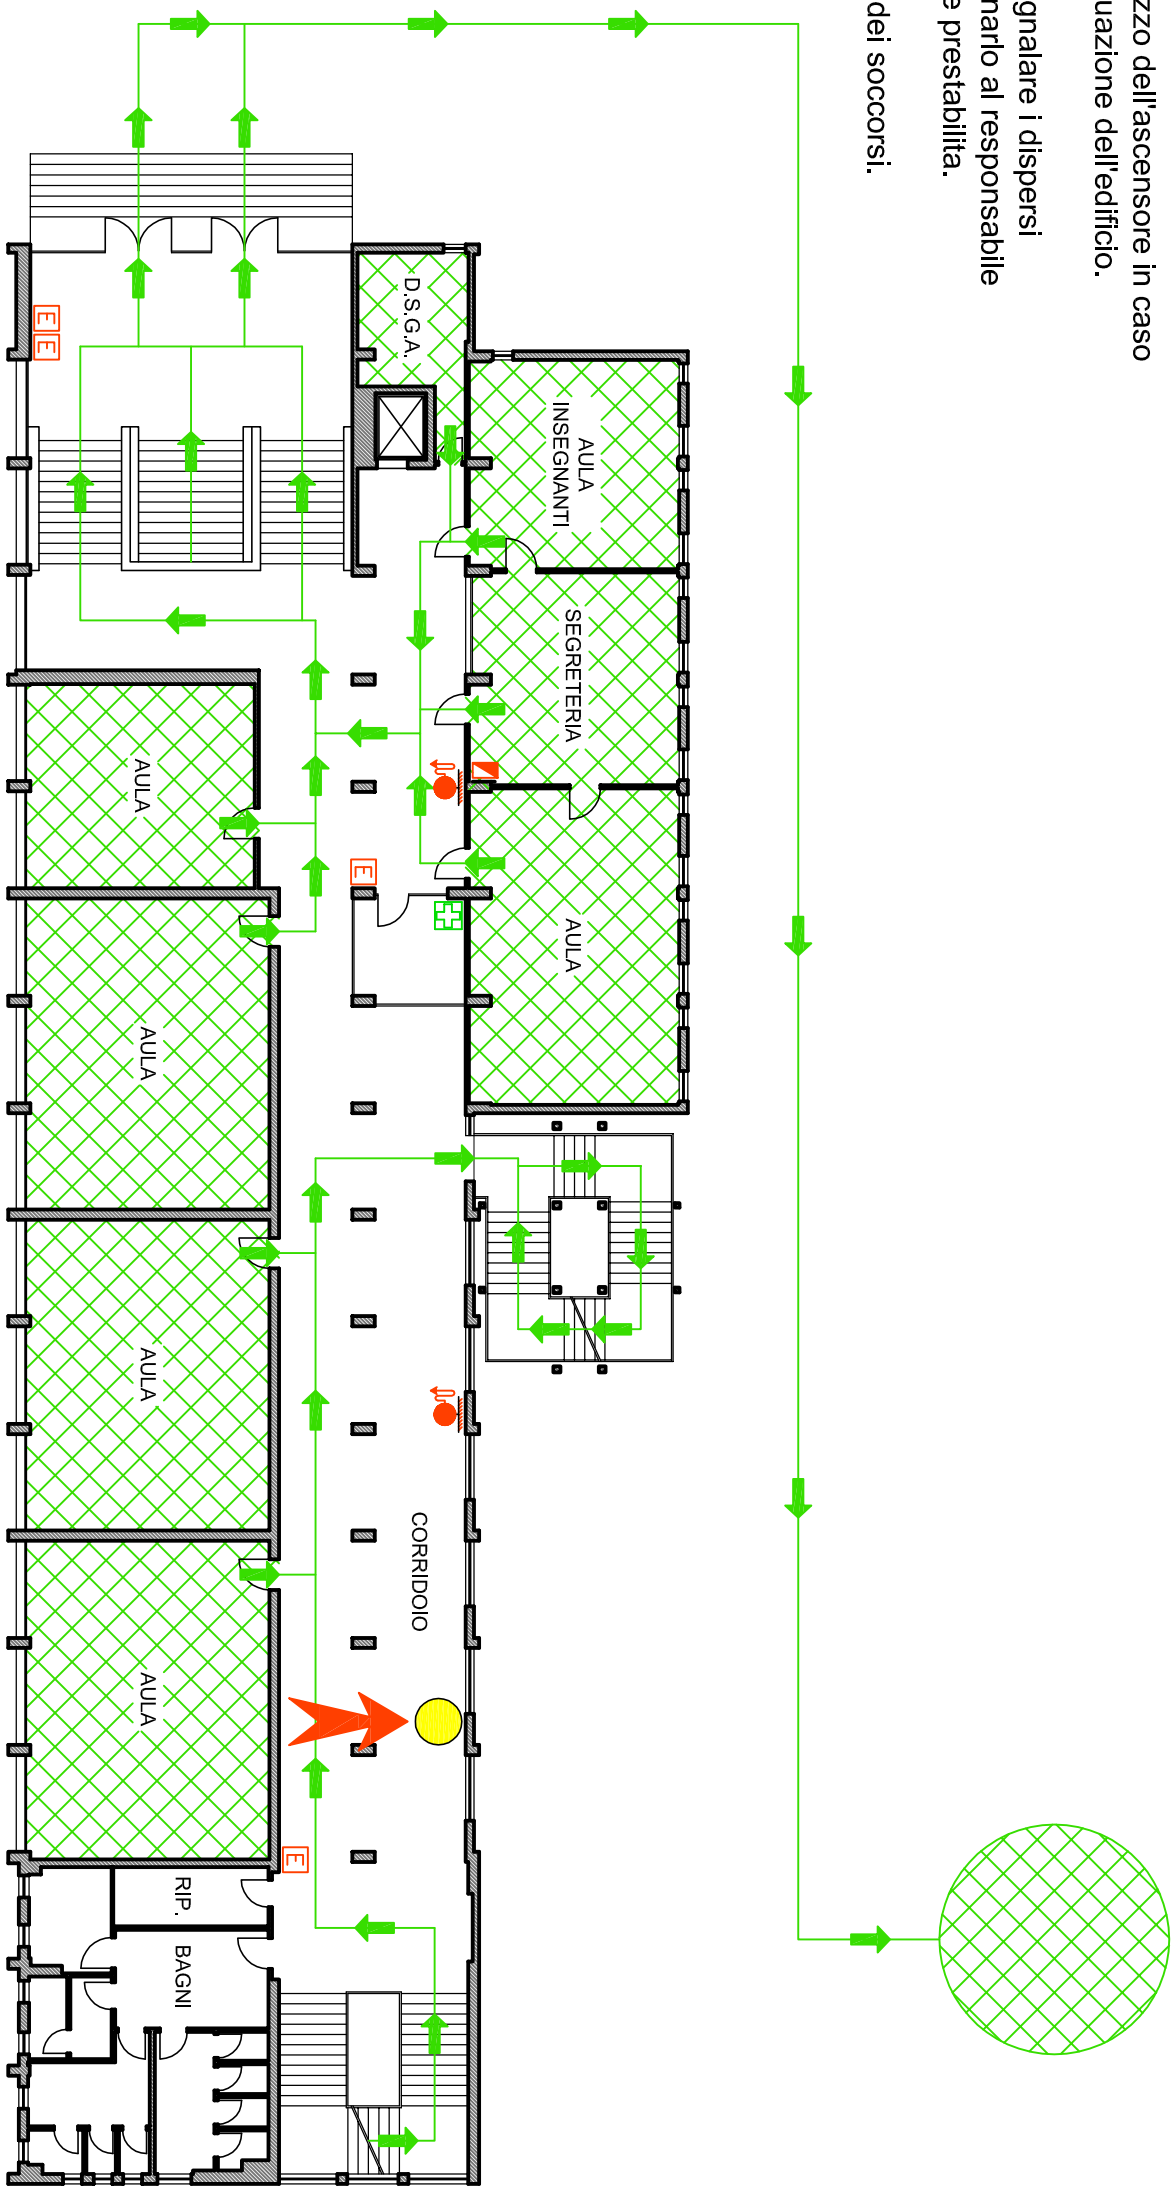 zzo dell'ascensore in caso
uazione dell'edificio.
gnalare i dispersi
narlo al responsabile
e prestabilita.
dei soccorsi.
D.S.G.A.
AULA
INSEGNANTI
SEGRETERIA
AULA
AULA
AULA
AULA
AULA
CORRIDOIO
RIP.
BAGNI
E
E
E
E